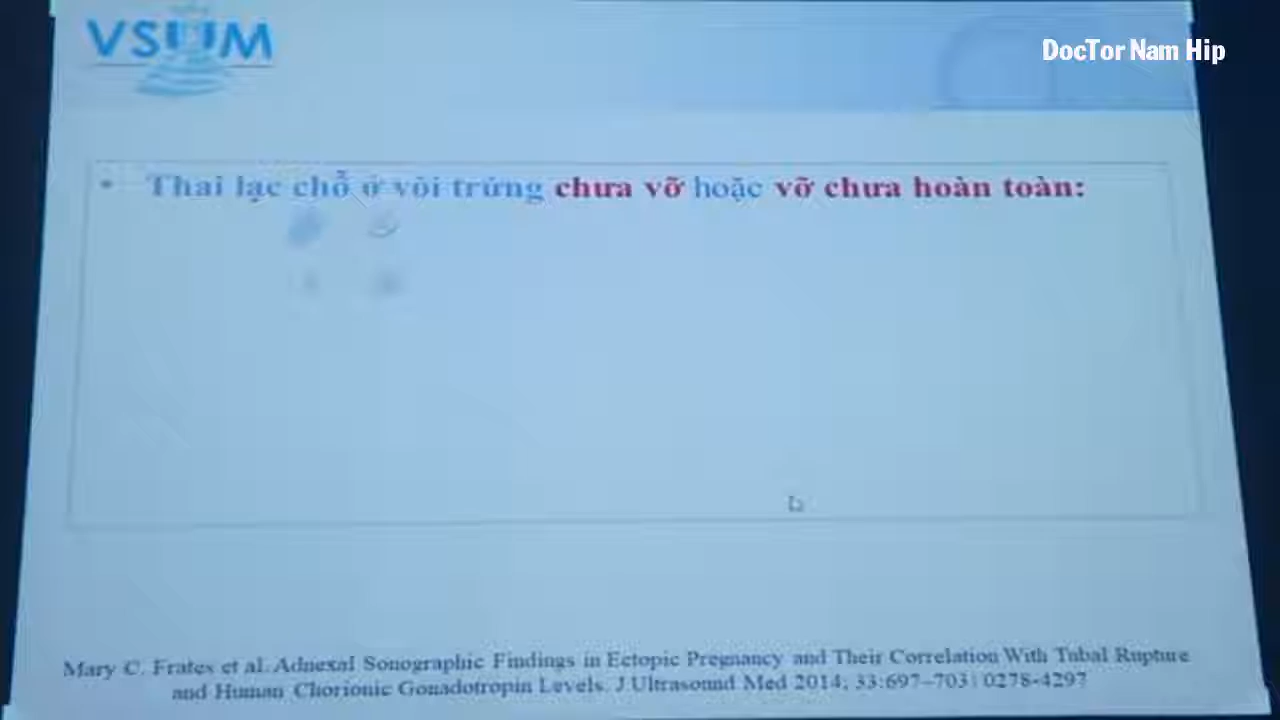 VSUM
DocTor Nam Hip
• Thai lạc chỗ ở vòi trứng chưa vỡ hoặc vỡ chưa hoàn toàn:
Mary C. Frates et al. Adnexal Sonographic Findings in Ectopic Pregnancy and Their Correlation With Tubal Rupture
and Human Chorionic Gonadotropin Levels. J Ultrasound Med 2014; 33:697–703 | 0278-4297